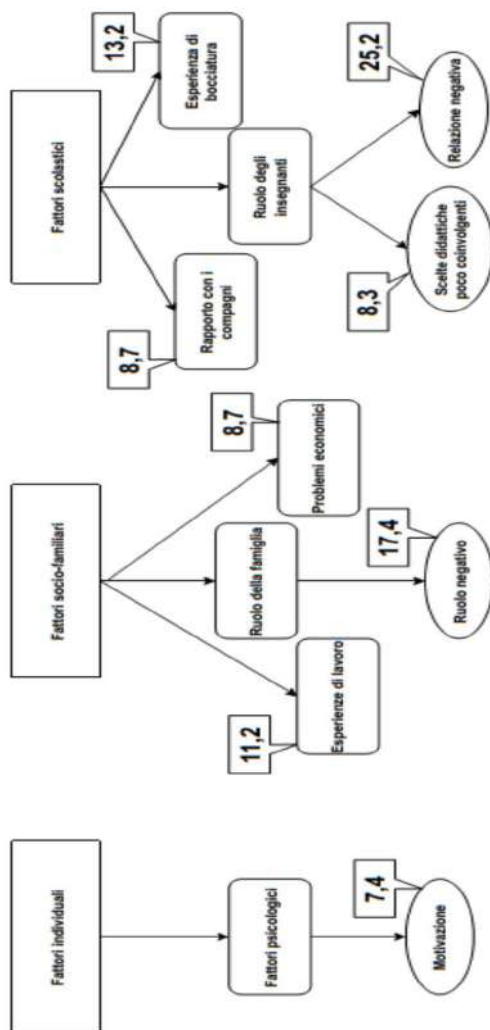 Fattori individuali
Fattori socio-familiari
Fattori scolastici
Fattori psicologici
7,4
Motivazione
11,2
Esperienze di lavoro
Ruolo della famiglia
8,7
Problemi economici
17,4
Ruolo negativo
8,7
Rapporto con i
compagni
13,2
Esperienza di
bocciatura
Ruolo degli
insegnanti
8,3
Scelte didattiche
poco coinvolgenti
25,2
Relazione negativa